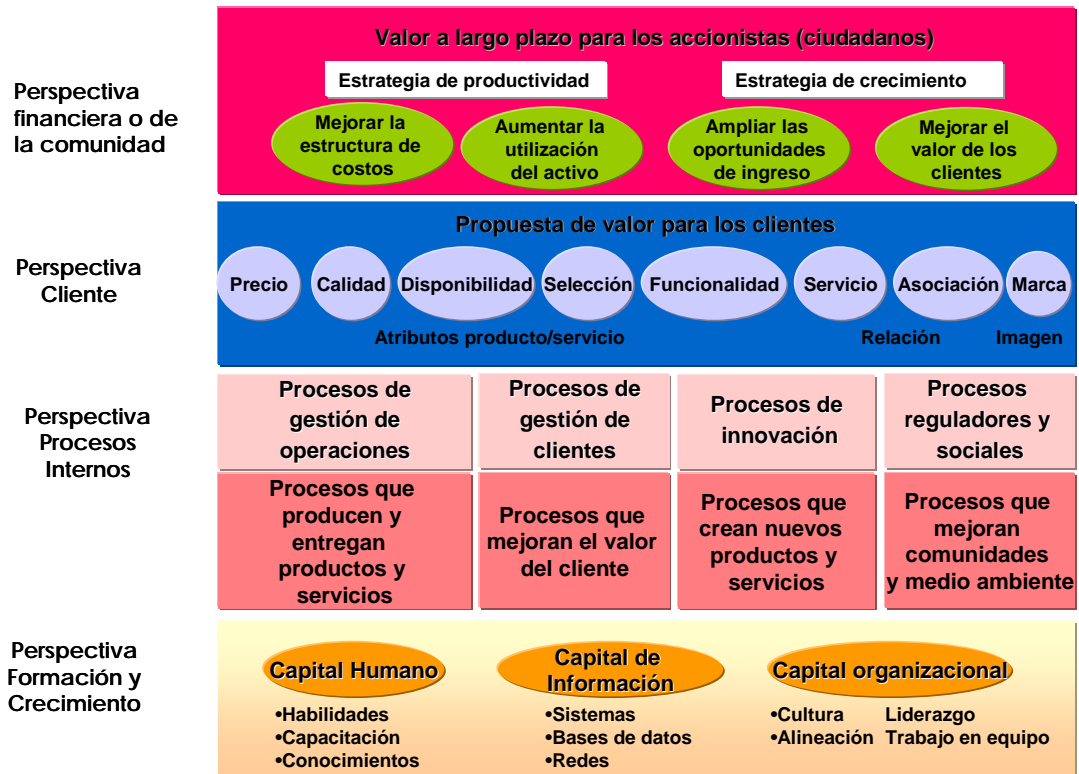 Perspectiva
financiera o de
la comunidad
Valor a largo plazo para los accionistas (ciudadanos)
Estrategia de productividad
Estrategia de crecimiento
Mejorar la
estructura de
costos
Aumentar la
utilización
del activo
Ampliar las
oportunidades
de ingreso
Mejorar el
valor de los
clientes
Perspectiva
Cliente
Propuesta de valor para los clientes
Precio
Calidad
Disponibilidad
Selección
Funcionalidad
Servicio
Asociación
Marca
Atributos producto/servicio
Relación
Imagen
Perspectiva
Procesos
Internos
Procesos de
gestión de
operaciones
Procesos de
gestión de
clientes
Procesos de
innovación
Procesos
reguladores y
sociales
Procesos que
producen y
entregan
productos y
servicios
Procesos que
mejoran el valor
del cliente
Procesos que
crean nuevos
productos y
servicios
Procesos que
mejoran
comunidades
y medio ambiente
Perspectiva
Formación y
Crecimiento
Capital Humano
•Habilidades
•Capacitación
•Conocimientos
Capital de
Información
•Sistemas
•Bases de datos
•Redes
Capital organizacional
•Cultura Liderazgo
•Alineación Trabajo en equipo